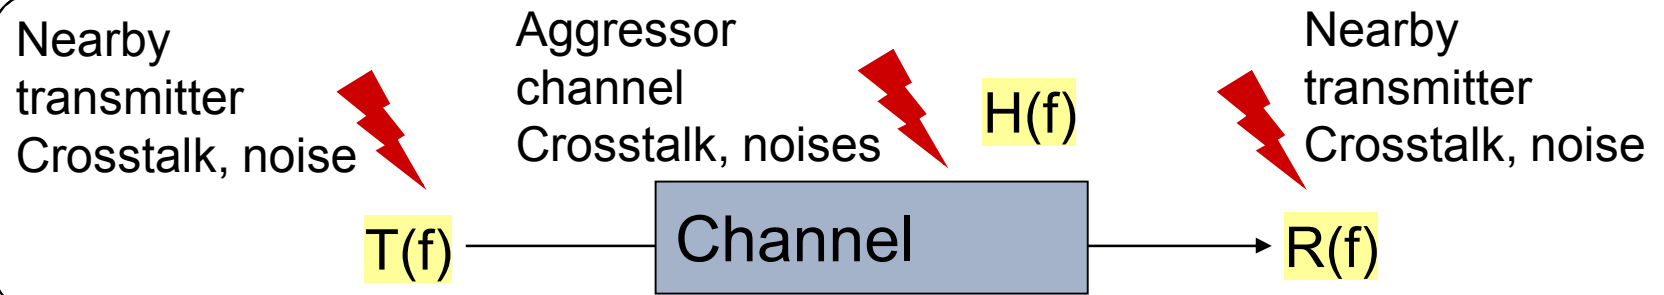 Nearby
transmitter
Crosstalk, noise
Aggressor
channel
Crosstalk, noises
H(f)
Nearby
transmitter
Crosstalk, noise
T(f)
Channel
R(f)